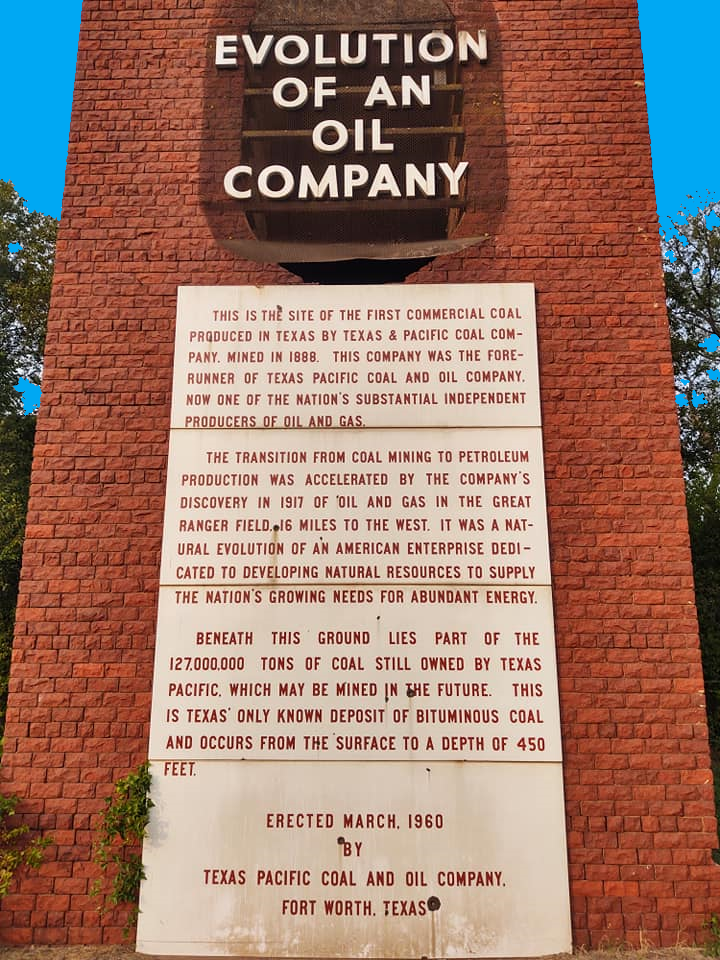 EVOLUTION
OF AN
OIL
COMPANY
THIS IS THE SITE OF THE FIRST COMMERCIAL COAL
PRODUCED IN TEXAS BY TEXAS & PACIFIC COAL COM-
PANY, MINED IN 1888. THIS COMPANY WAS THE FORE-
RUNNER OF TEXAS PACIFIC COAL AND OIL COMPANY,
NOW ONE OF THE NATION'S SUBSTANTIAL INDEPENDENT
PRODUCERS OF OIL AND GAS.
THE TRANSITION FROM COAL MINING TO PETROLEUM
PRODUCTION WAS ACCELERATED BY THE COMPANY'S
DISCOVERY IN 1917 OF OIL AND GAS IN THE GREAT
RANGER FIELD, 16 MILES TO THE WEST. IT WAS A NAT-
URAL EVOLUTION OF AN AMERICAN ENTERPRISE DEDI-
CATED TO DEVELOPING NATURAL RESOURCES TO SUPPLY
THE NATION'S GROWING NEEDS FOR ABUNDANT ENERGY.
BENEATH THIS GROUND LIES PART OF THE
127,000,000 TONS OF COAL STILL OWNED BY TEXAS
PACIFIC, WHICH MAY BE MINED IN THE FUTURE. THIS
IS TEXAS' ONLY KNOWN DEPOSIT OF BITUMINOUS COAL
AND OCCURS FROM THE SURFACE TO A DEPTH OF 450
FEET.
ERECTED MARCH, 1960
BY
TEXAS PACIFIC COAL AND OIL COMPANY,
FORT WORTH, TEXAS